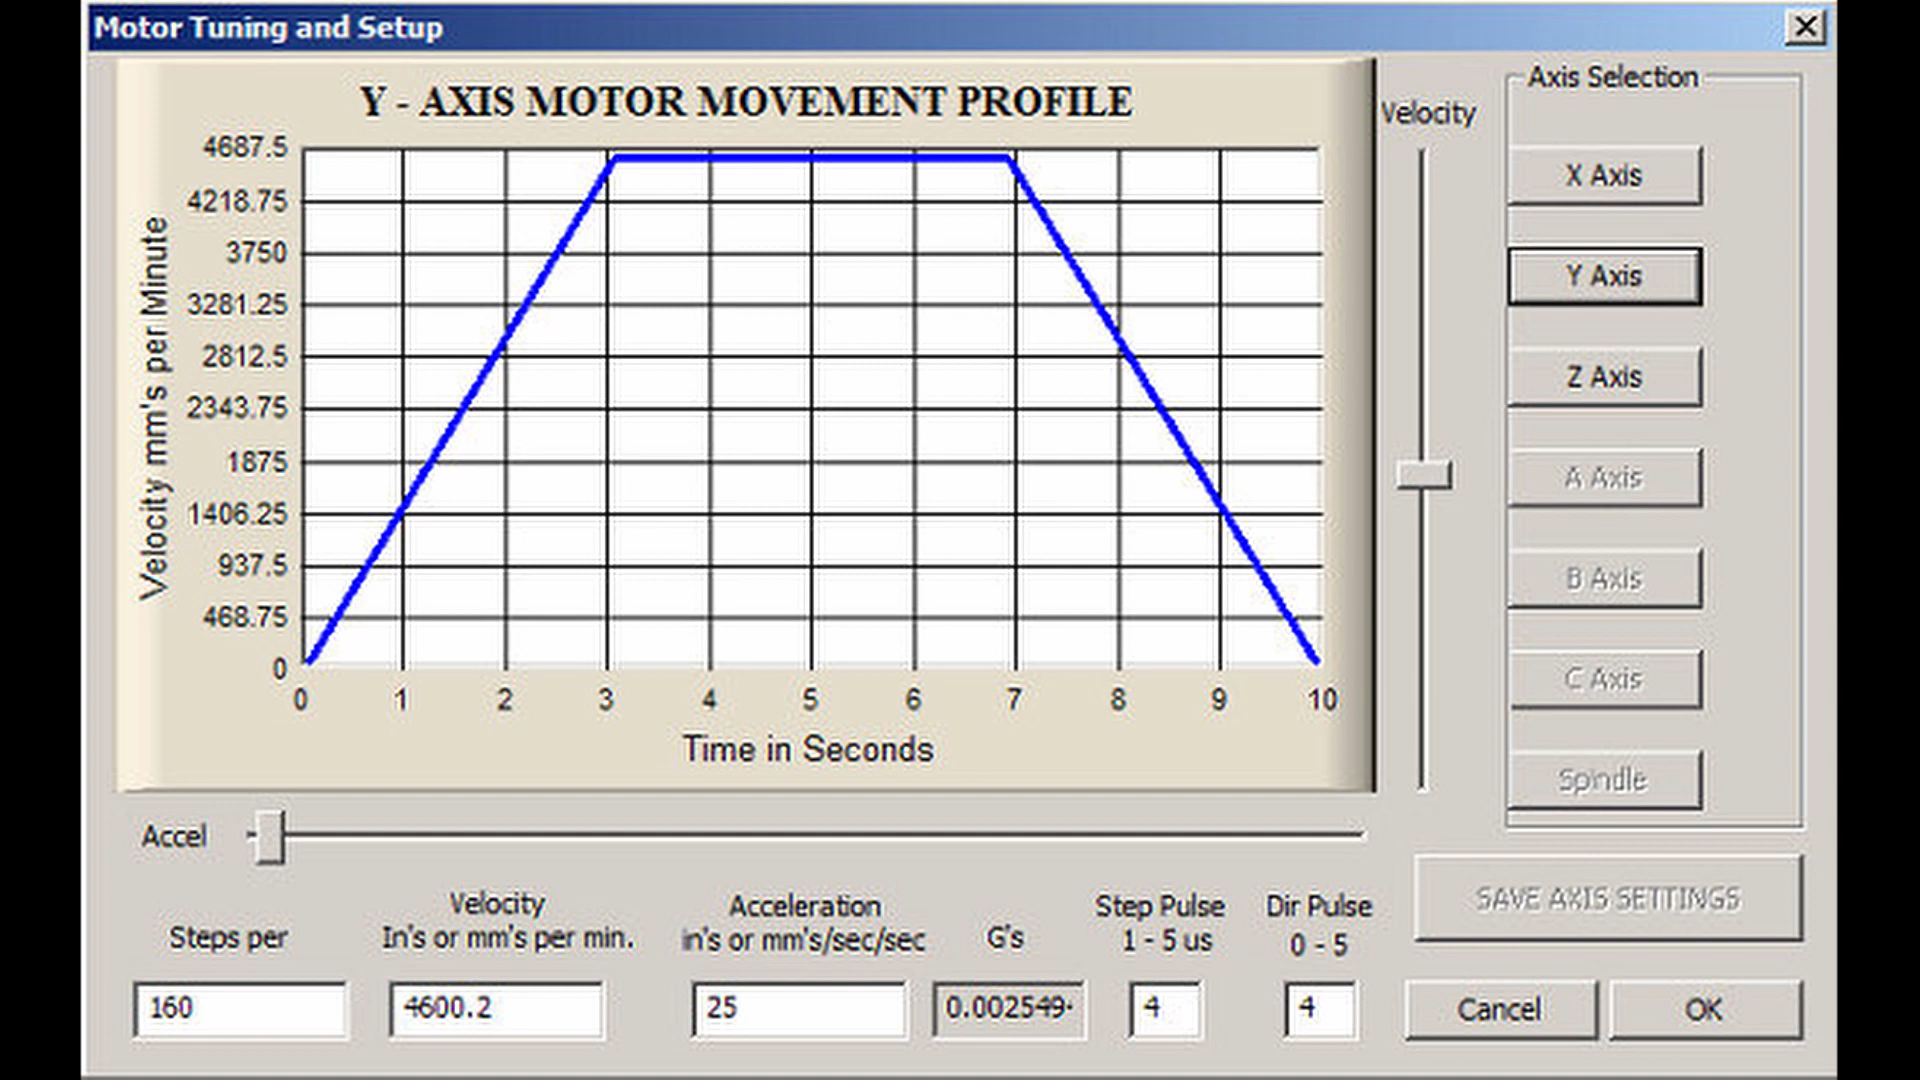 Motor Tuning and Setup
Y - AXIS MOTOR MOVEMENT PROFILE
Velocity mm's per Minute
4687.5
4218.75
3750
3281.25
2812.5
2343.75
1875
1406.25
937.5
468.75
0
0 1 2 3 4 5 6 7 8 9 10
Time in Seconds
Velocity
Axis Selection
X Axis
Y Axis
Z Axis
A Axis
B Axis
C Axis
Spindle
Accel
Steps per
160
Velocity
In's or mm's per min.
4600.2
Acceleration
in's or mm's/sec/sec
25
G's
0.002549
Step Pulse
1 - 5 us
4
Dir Pulse
0 - 5
4
SAVE AXIS SETTINGS
Cancel
OK